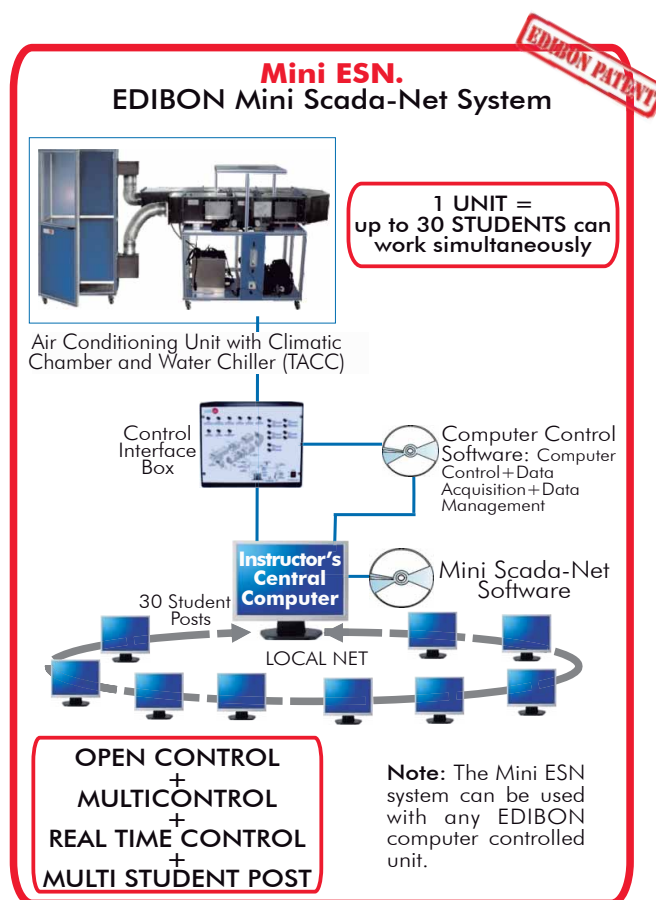 EDIBON PATENT
Mini ESN.
EDIBON Mini Scada-Net System
1 UNIT =
up to 30 STUDENTS can
work simultaneously
Air Conditioning Unit with Climatic
Chamber and Water Chiller (TACC)
Control
Interface
Box
Computer Control
Software: Computer
Control+Data
Acquisition+Data
Management
Instructor's
Central
Computer
Mini Scada-Net
Software
30 Student
Posts
LOCAL NET
OPEN CONTROL
+
MULTICONTROL
+
REAL TIME CONTROL
+
MULTI STUDENT POST
Note: The Mini ESN
system can be used
with any EDIBON
computer controlled
unit.